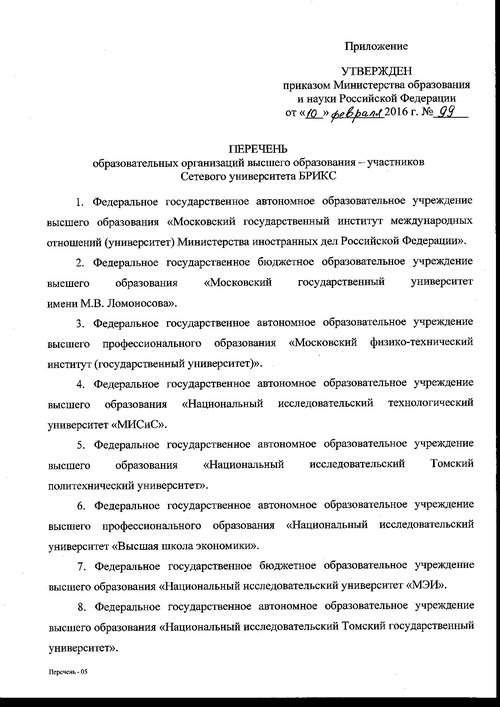 Приложение
УТВЕРЖДЕН
приказом Министерства образования
и науки Российской Федерации
от «10» февраля 2016 г. № 99
ПЕРЕЧЕНЬ
образовательных организаций высшего образования – участников
Сетевого университета БРИКС
1. Федеральное государственное автономное образовательное учреждение
высшего образования «Московский государственный институт международных
отношений (университет) Министерства иностранных дел Российской Федерации».
2. Федеральное государственное бюджетное образовательное учреждение
высшего образования «Московский государственный университет
имени М.В. Ломоносова».
3. Федеральное государственное автономное образовательное учреждение
высшего профессионального образования «Московский физико-технический
институт (государственный университет)».
4. Федеральное государственное автономное образовательное учреждение
высшего образования «Национальный исследовательский технологический
университет «МИСиС».
5. Федеральное государственное автономное образовательное учреждение
высшего образования «Национальный исследовательский Томский
политехнический университет».
6. Федеральное государственное автономное образовательное учреждение
высшего профессионального образования «Национальный исследовательский
университет «Высшая школа экономики».
7. Федеральное государственное бюджетное образовательное учреждение
высшего образования «Национальный исследовательский университет «МЭИ».
8. Федеральное государственное автономное образовательное учреждение
высшего образования «Национальный исследовательский Томский государственный
университет».
Перечень - 05